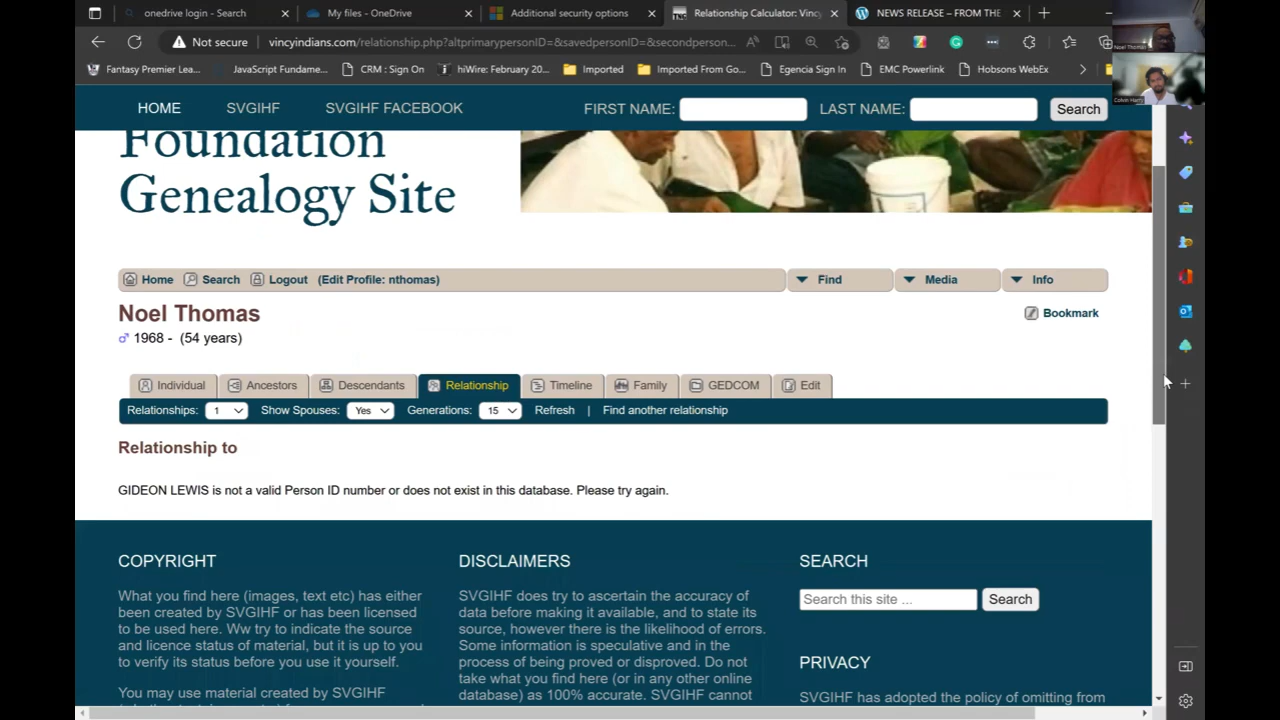 onedrive login - Search
My files - OneDrive
Additional security options
Relationship Calculator: Vincy
NEWS RELEASE – FROM THE
Not secure
vincyindians.com/relationship.php?altprimarypersonID=&savedpersonID=&secondperson...
Fantasy Premier Lea...
JavaScript Fundame...
CRM : Sign On
hiWire: February 20...
Imported
Imported From Go...
Egencia Sign In
EMC Powerlink
Hobsons WebEx
Noel Thomas
Colvin Harry
HOME
SVGIHF
SVGIHF FACEBOOK
FIRST NAME:
LAST NAME:
Search
Foundation
Genealogy Site
Home
Search
Logout
(Edit Profile: nthomas)
Find
Media
Info
Noel Thomas
1968 - (54 years)
Bookmark
Individual
Ancestors
Descendants
Relationship
Timeline
Family
GEDCOM
Edit
Relationships: 1
Show Spouses: Yes
Generations: 15
Refresh | Find another relationship
Relationship to
GIDEON LEWIS is not a valid Person ID number or does not exist in this database. Please try again.
COPYRIGHT
What you find here (images, text etc) has either
been created by SVGIHF or has been licensed
to be used here. Ww try to indicate the source
and licence status of material, but it is up to you
to verify its status before you use it yourself.
You may use material created by SVGIHF
DISCLAIMERS
SVGIHF does try to ascertain the accuracy of
data before making it available, and to state its
source, however there is the likelihood of errors.
Some information is speculative and in the
process of being proved or disproved. Do not
take what you find here (or in any other online
database) as 100% accurate. SVGIHF cannot
SEARCH
Search this site ...
Search
PRIVACY
SVGIHF has adopted the policy of omitting from